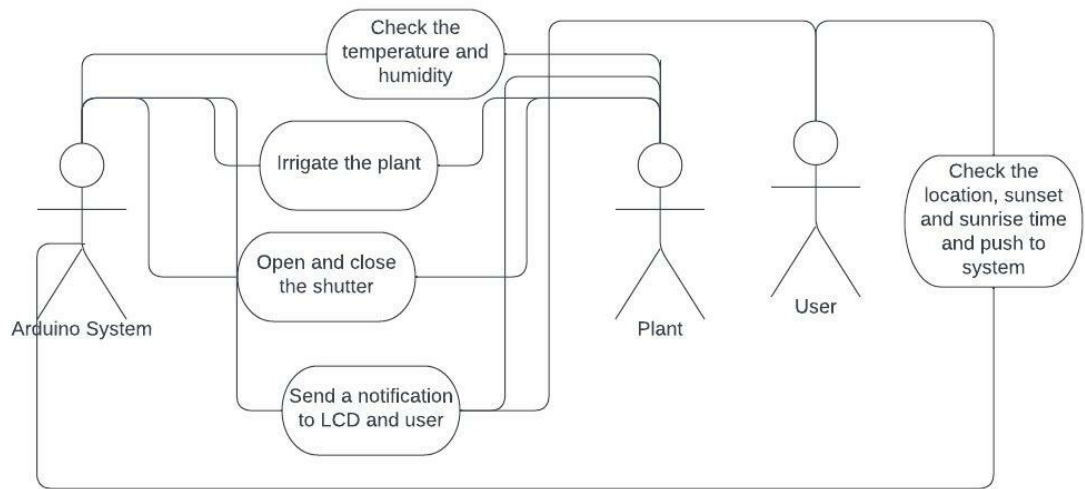 Check the
temperature and
humidity
Irrigate the plant
Open and close
the shutter
Send a notification
to LCD and user
Arduino System
Plant
User
Check the
location, sunset
and sunrise time
and push to
system